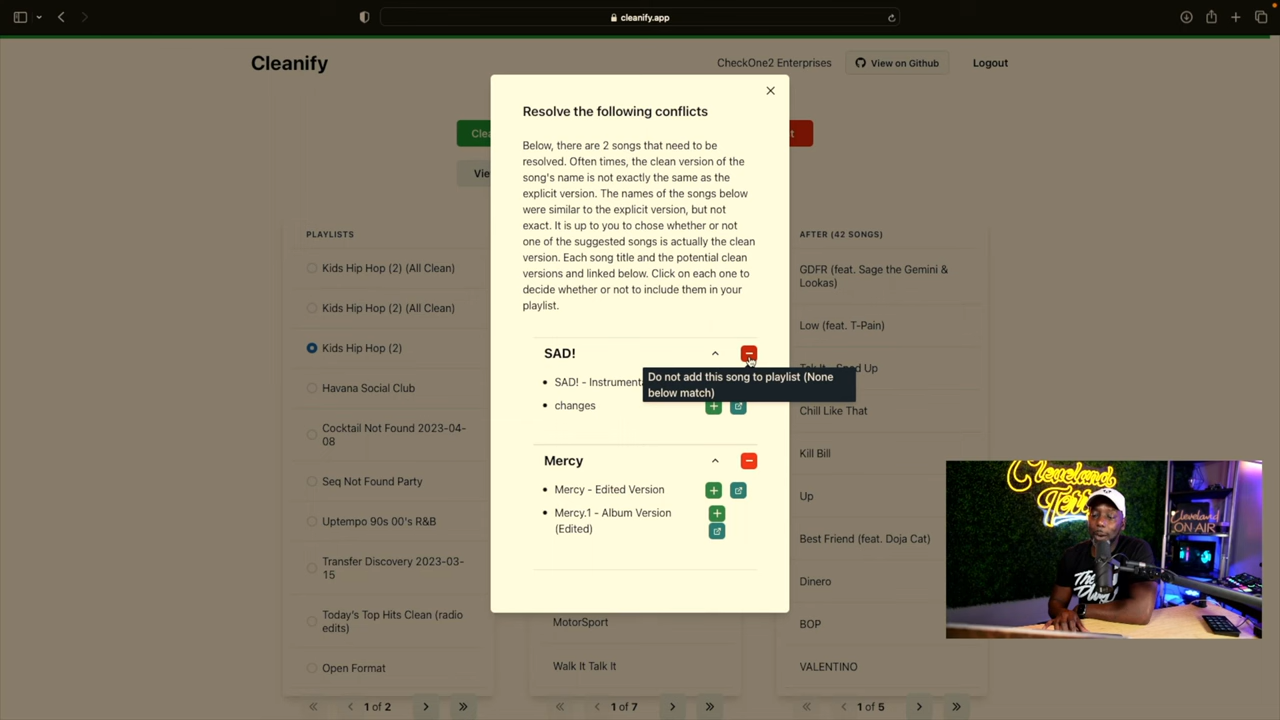 cleanify.app
Cleanify
CheckOne2 Enterprises
View on Github
Logout
Resolve the following conflicts
Below, there are 2 songs that need to be
resolved. Often times, the clean version of the
song's name is not exactly the same as the
explicit version. The names of the songs below
were similar to the explicit version, but not
exact. It is up to you to chose whether or not
one of the suggested songs is actually the clean
version. Each song title and the potential clean
versions and linked below. Click on each one to
decide whether or not to include them in your
playlist.
SAD!
SAD! - Instrumenta
Do not add this song to playlist (None
below match)
changes
Mercy
Mercy - Edited Version
Mercy.1 - Album Version
(Edited)
Clea
t
Vie
PLAYLISTS
Kids Hip Hop (2) (All Clean)
Kids Hip Hop (2) (All Clean)
Kids Hip Hop (2)
Havana Social Club
Cocktail Not Found 2023-04-
08
Seq Not Found Party
Uptempo 90s 00's R&B
Transfer Discovery 2023-03-
15
Today's Top Hits Clean (radio
edits)
Open Format
1 of 2
MotorSport
Walk It Talk It
1 of 7
AFTER (42 SONGS)
GDFR (feat. Sage the Gemini &
Lookas)
Low (feat. T-Pain)
Up
Chill Like That
Kill Bill
Up
Best Friend (feat. Doja Cat)
Dinero
BOP
VALENTINO
1 of 5
Cleveland
Terry
Cleveland
ON AIR